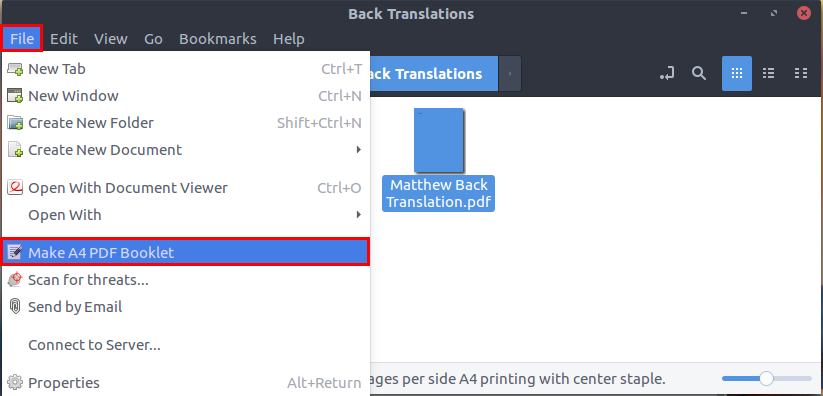 Back Translations
File Edit View Go Bookmarks Help
New Tab Ctrl+T
New Window Ctrl+N
Create New Folder Shift+Ctrl+N
Create New Document
Open With Document Viewer Ctrl+O
Open With
Make A4 PDF Booklet
Scan for threats...
Send by Email
Connect to Server...
Properties Alt+Return
ack Translations
Matthew Back
Translation.pdf
ages per side A4 printing with center staple.